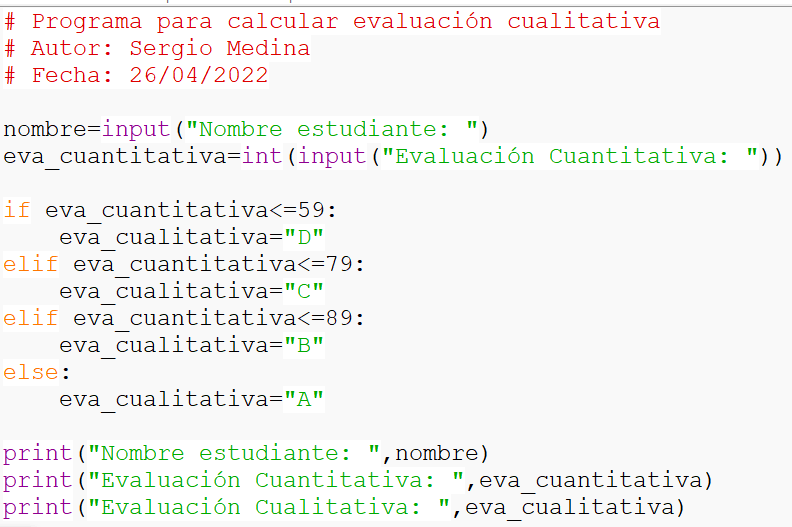 # Programa para calcular evaluación cualitativa
# Autor: Sergio Medina
# Fecha: 26/04/2022
nombre=input("Nombre estudiante: ")
eva_cuantitativa=int(input("Evaluación Cuantitativa: "))
if eva_cuantitativa<=59:
    eva_cualitativa="D"
elif eva_cuantitativa<=79:
    eva_cualitativa="C"
elif eva_cuantitativa<=89:
    eva_cualitativa="B"
else:
    eva_cualitativa="A"
print("Nombre estudiante: ",nombre)
print("Evaluación Cuantitativa: ",eva_cuantitativa)
print("Evaluación Cualitativa: ",eva_cualitativa)